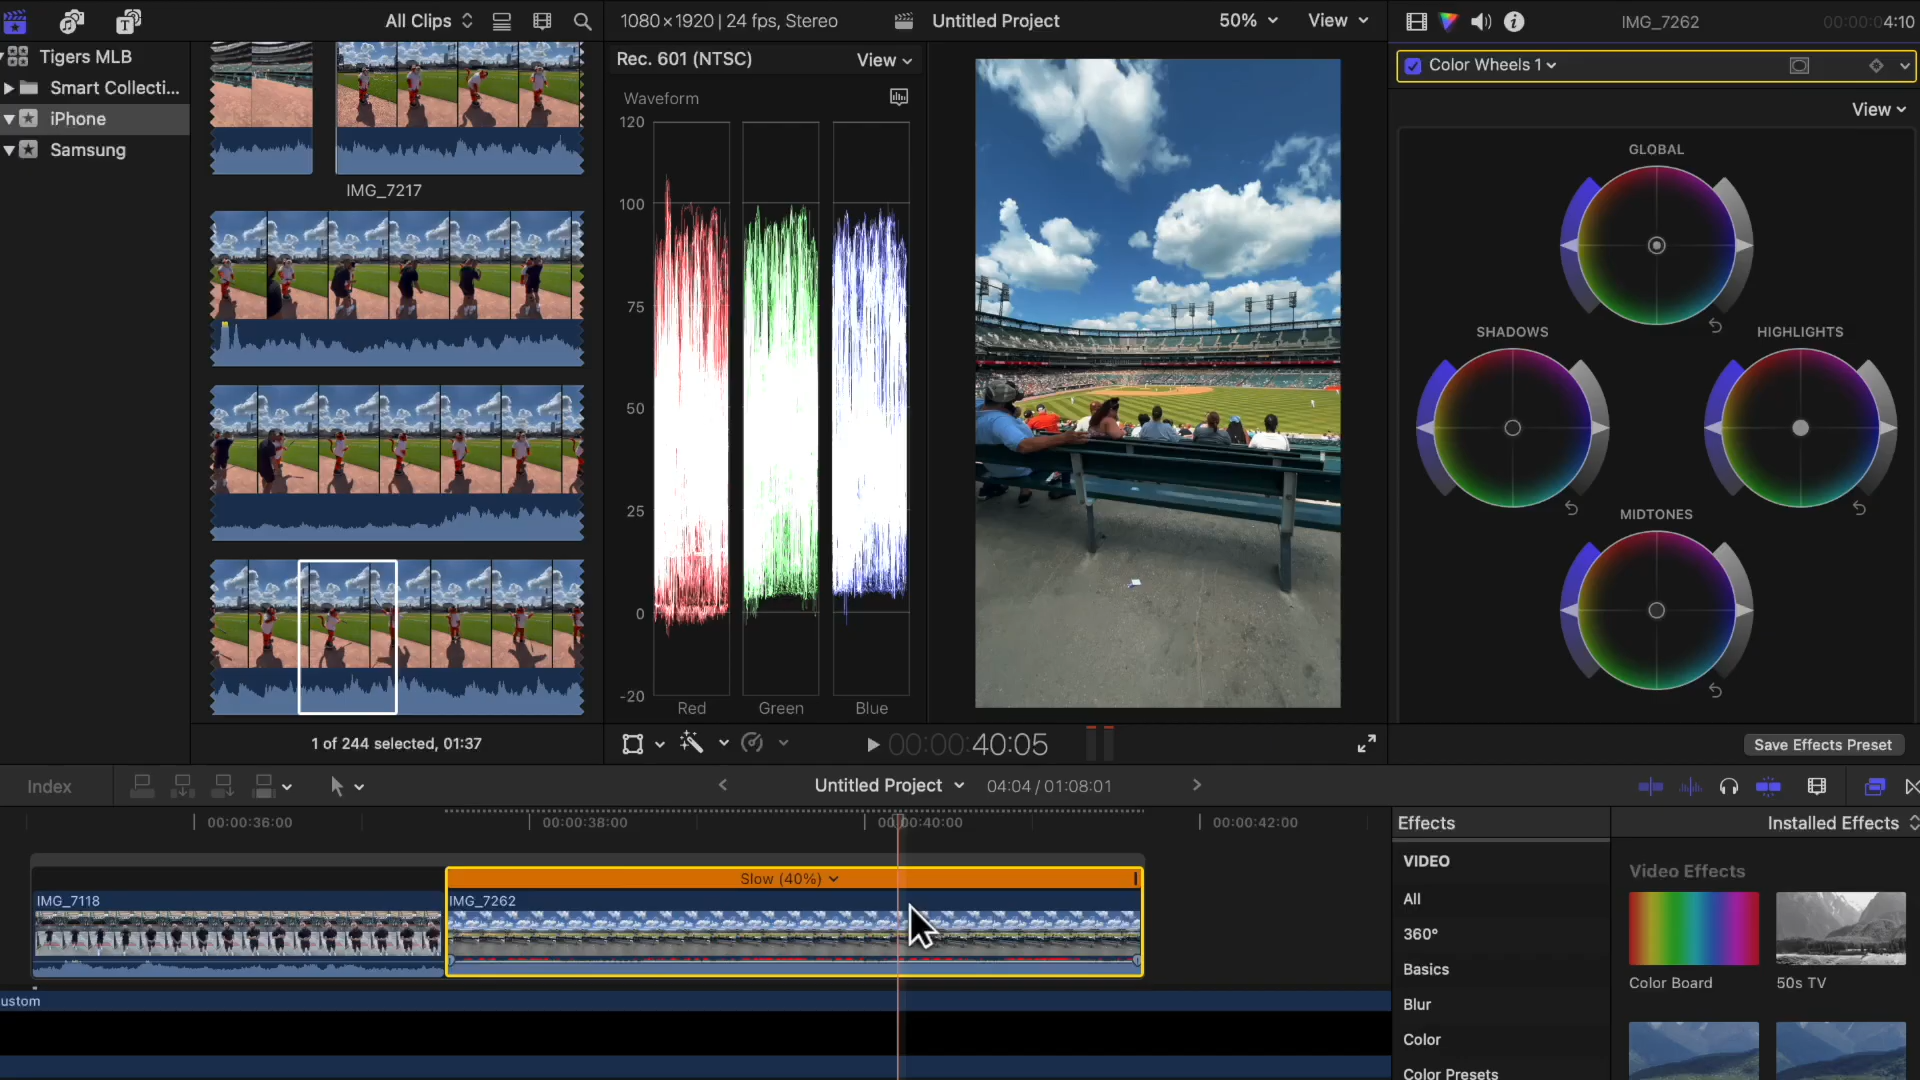 All Clips
1080×1920 | 24 fps, Stereo
Untitled Project
50%
View
IMG_7262
00:00:04:10
Tigers MLB
Smart Collecti...
iPhone
Samsung
IMG_7217
1 of 244 selected, 01:37
Rec. 601 (NTSC)
View
Waveform
120
100
75
50
25
0
-20
Red
Green
Blue
Color Wheels 1
View
GLOBAL
SHADOWS
HIGHLIGHTS
MIDTONES
Save Effects Preset
00:00:40:05
Index
Untitled Project
04:04 / 01:08:01
00:00:36:00
00:00:38:00
00:00:40:00
00:00:42:00
Slow (40%)
IMG_7118
IMG_7262
ustom
Effects
Installed Effects
VIDEO
All
360°
Basics
Blur
Color
Color Presets
Video Effects
Color Board
50s TV